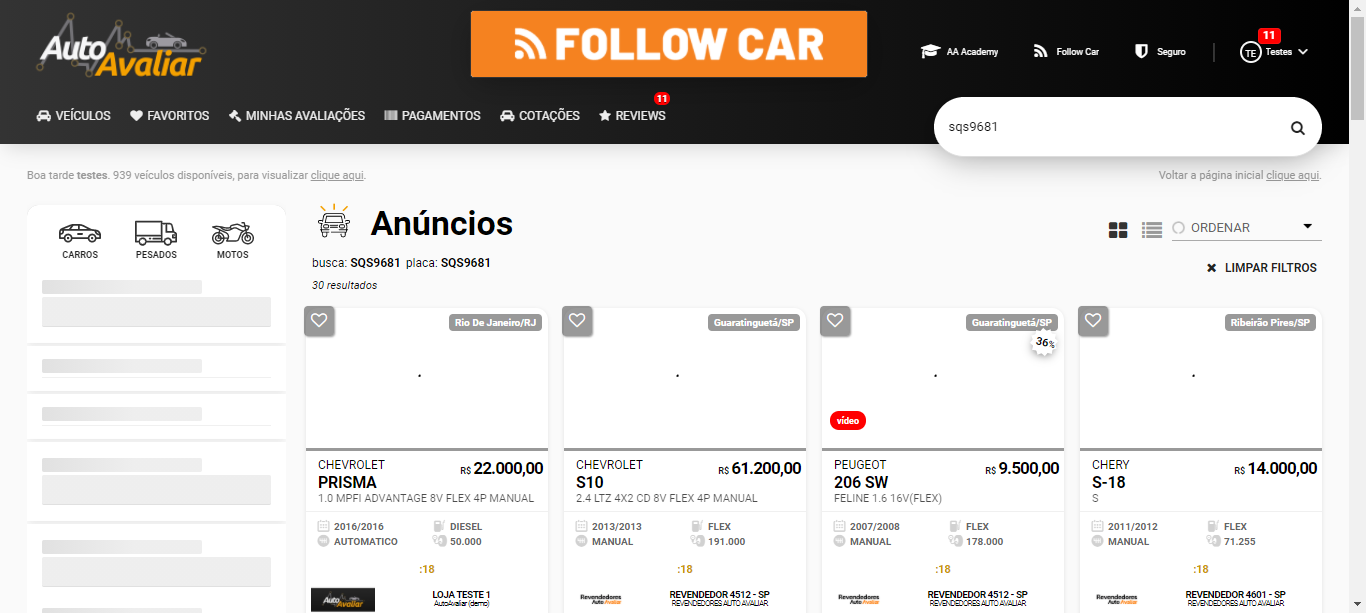 Auto Avaliar
FOLLOW CAR
AA Academy
Follow Car
Seguro
11
TE Testes
VEÍCULOS
FAVORITOS
MINHAS AVALIAÇÕES
PAGAMENTOS
COTAÇÕES
REVIEWS
11
sqs9681
Boa tarde testes. 939 veículos disponíveis, para visualizar clique aqui.
Voltar a página inicial clique aqui.
CARROS
PESADOS
MOTOS
Anúncios
ORDENAR
busca: SQS9681 placa: SQS9681
LIMPAR FILTROS
30 resultados
Rio De Janeiro/RJ
CHEVROLET
R$ 22.000,00
PRISMA
1.0 MPFI ADVANTAGE 8V FLEX 4P MANUAL
2016/2016
DIESEL
AUTOMATICO
50.000
:18
Auto Avaliar
LOJA TESTE 1
AutoAvaliar (demo)
Guaratinguetá/SP
CHEVROLET
R$ 61.200,00
S10
2.4 LTZ 4X2 CD 8V FLEX 4P MANUAL
2013/2013
FLEX
MANUAL
191.000
:18
Revendedores
Auto Avaliar
REVENDEDOR 4512 - SP
REVENDEDORES AUTO AVALIAR
Guaratinguetá/SP
36%
vídeo
PEUGEOT
R$ 9.500,00
206 SW
FELINE 1.6 16V(FLEX)
2007/2008
FLEX
MANUAL
178.000
:18
Revendedores
Auto Avaliar
REVENDEDOR 4512 - SP
REVENDEDORES AUTO AVALIAR
Ribeirão Pires/SP
CHERY
R$ 14.000,00
S-18
S
2011/2012
FLEX
MANUAL
71.255
:18
Revendedores
Auto Avaliar
REVENDEDOR 4601 - SP
REVENDEDORES AUTO AVALIAR